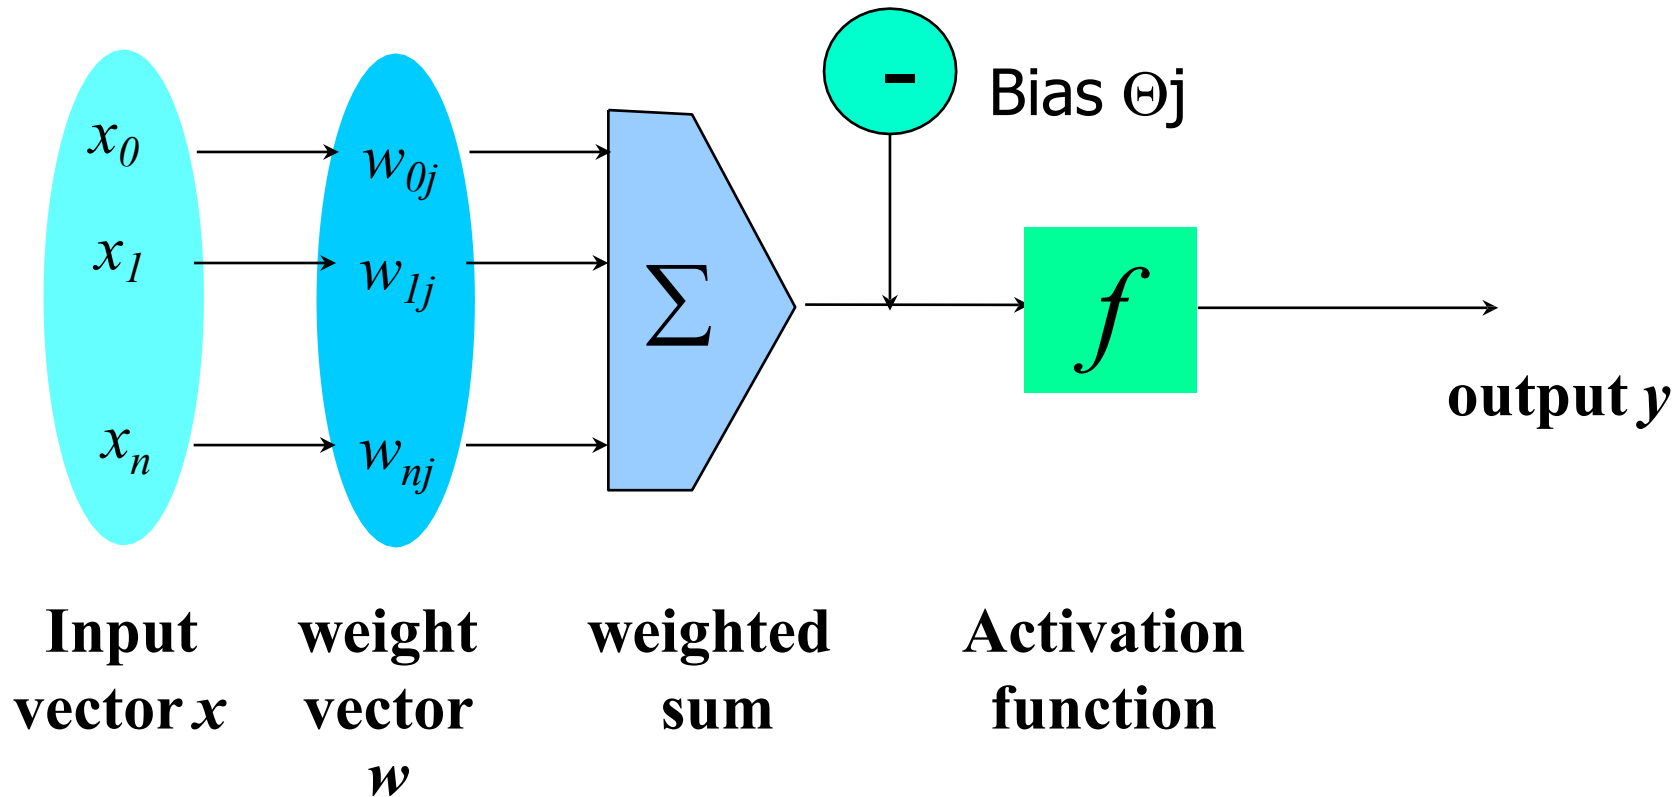 -
Bias Θj
x0
w0j
x1
w1j
∑
f
output y
xn
wnj
Input
vector x
weight
vector
w
weighted
sum
Activation
function